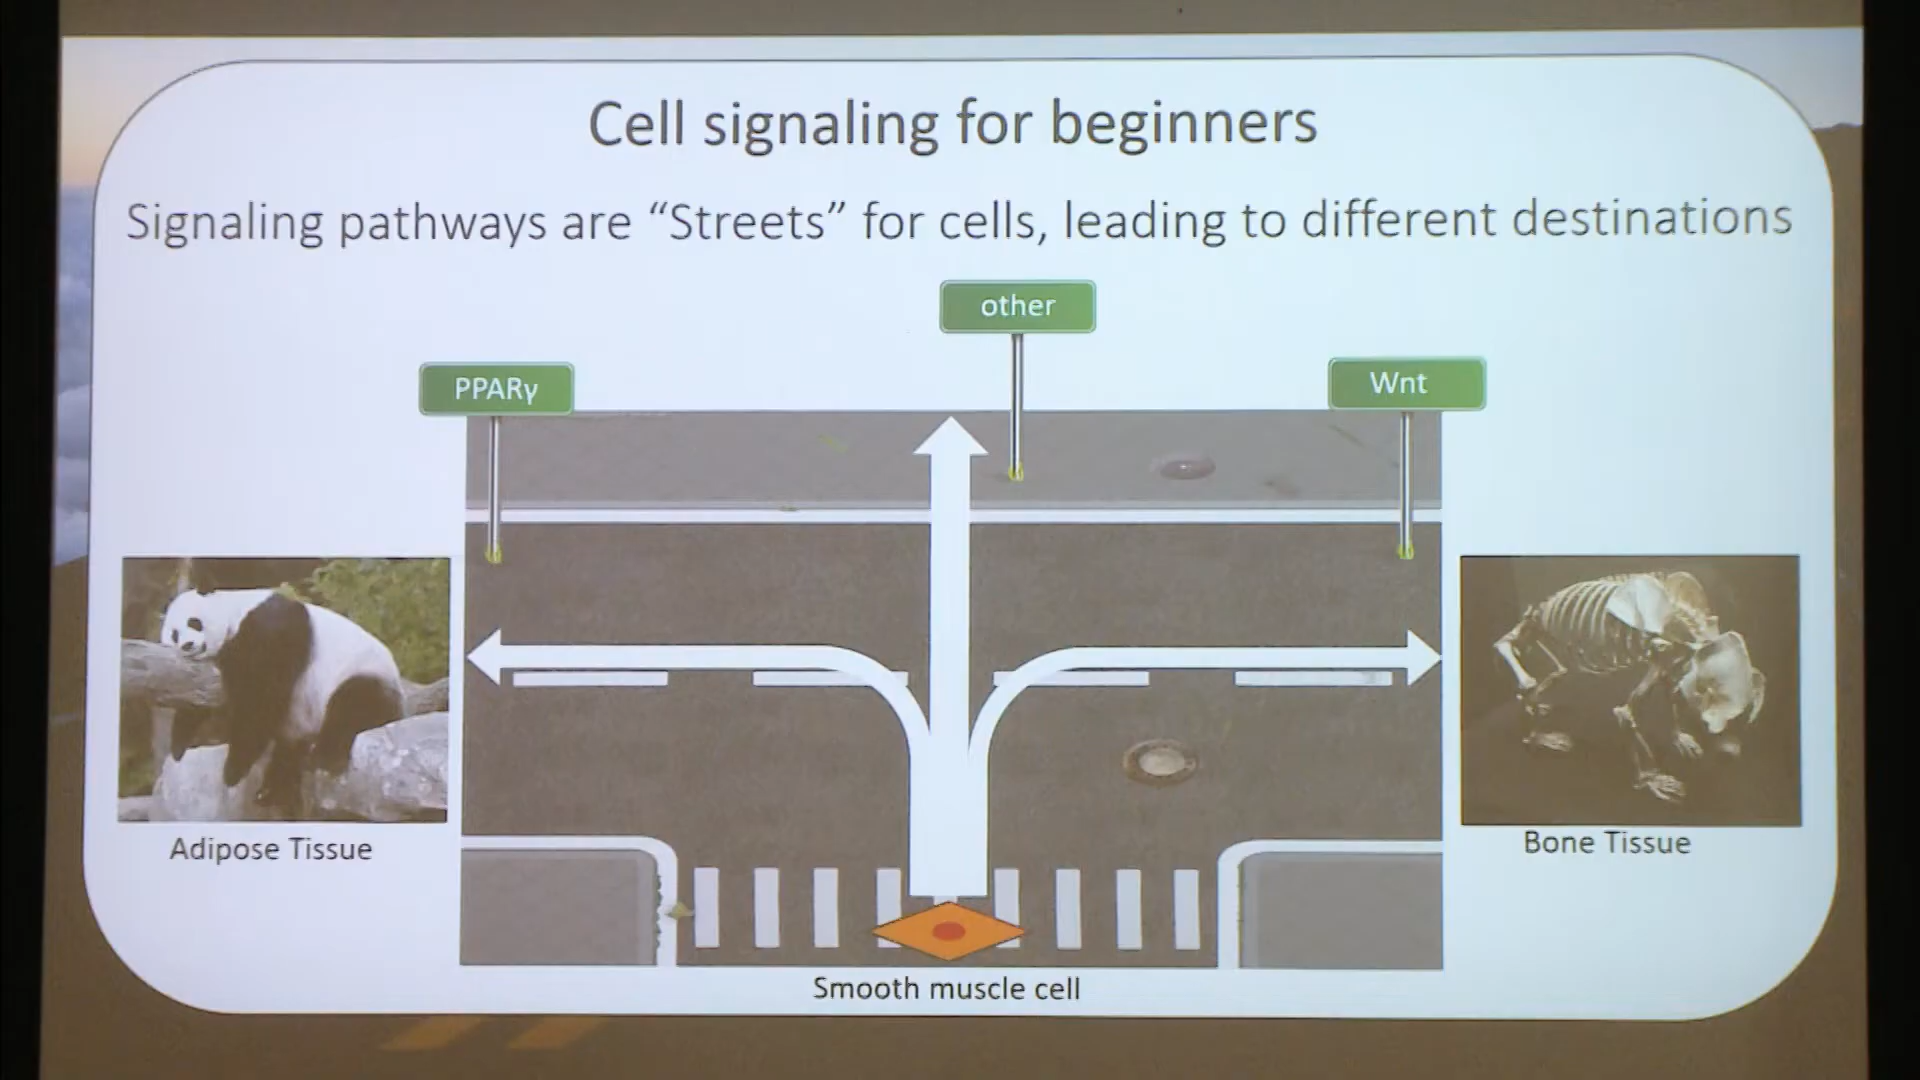 Cell signaling for beginners
Signaling pathways are “Streets” for cells, leading to different destinations
other
PPARγ
Wnt
Adipose Tissue
Bone Tissue
Smooth muscle cell